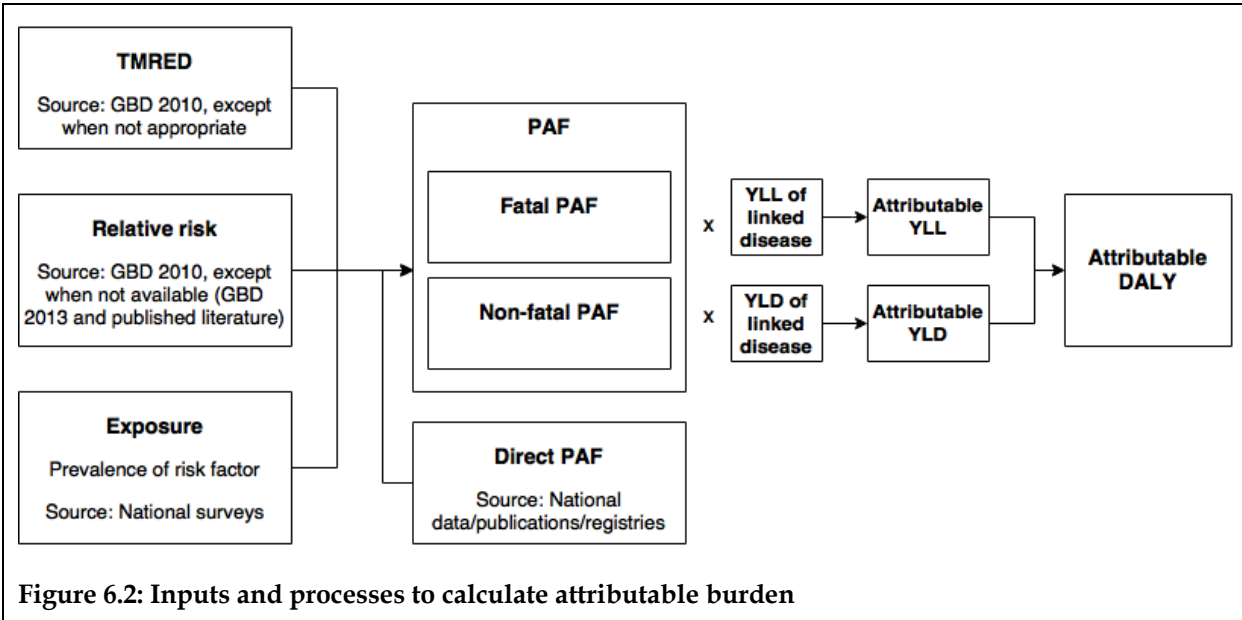 TMRED
Source: GBD 2010, except
when not appropriate
Relative risk
Source: GBD 2010, except
when not available (GBD
2013 and published literature)
Exposure
Prevalence of risk factor
Source: National surveys
PAF
Fatal PAF
Non-fatal PAF
Direct PAF
Source: National
data/publications/registries
x
YLL of
linked
disease
Attributable
YLL
x
YLD of
linked
disease
Attributable
YLD
Attributable
DALY
Figure 6.2: Inputs and processes to calculate attributable burden